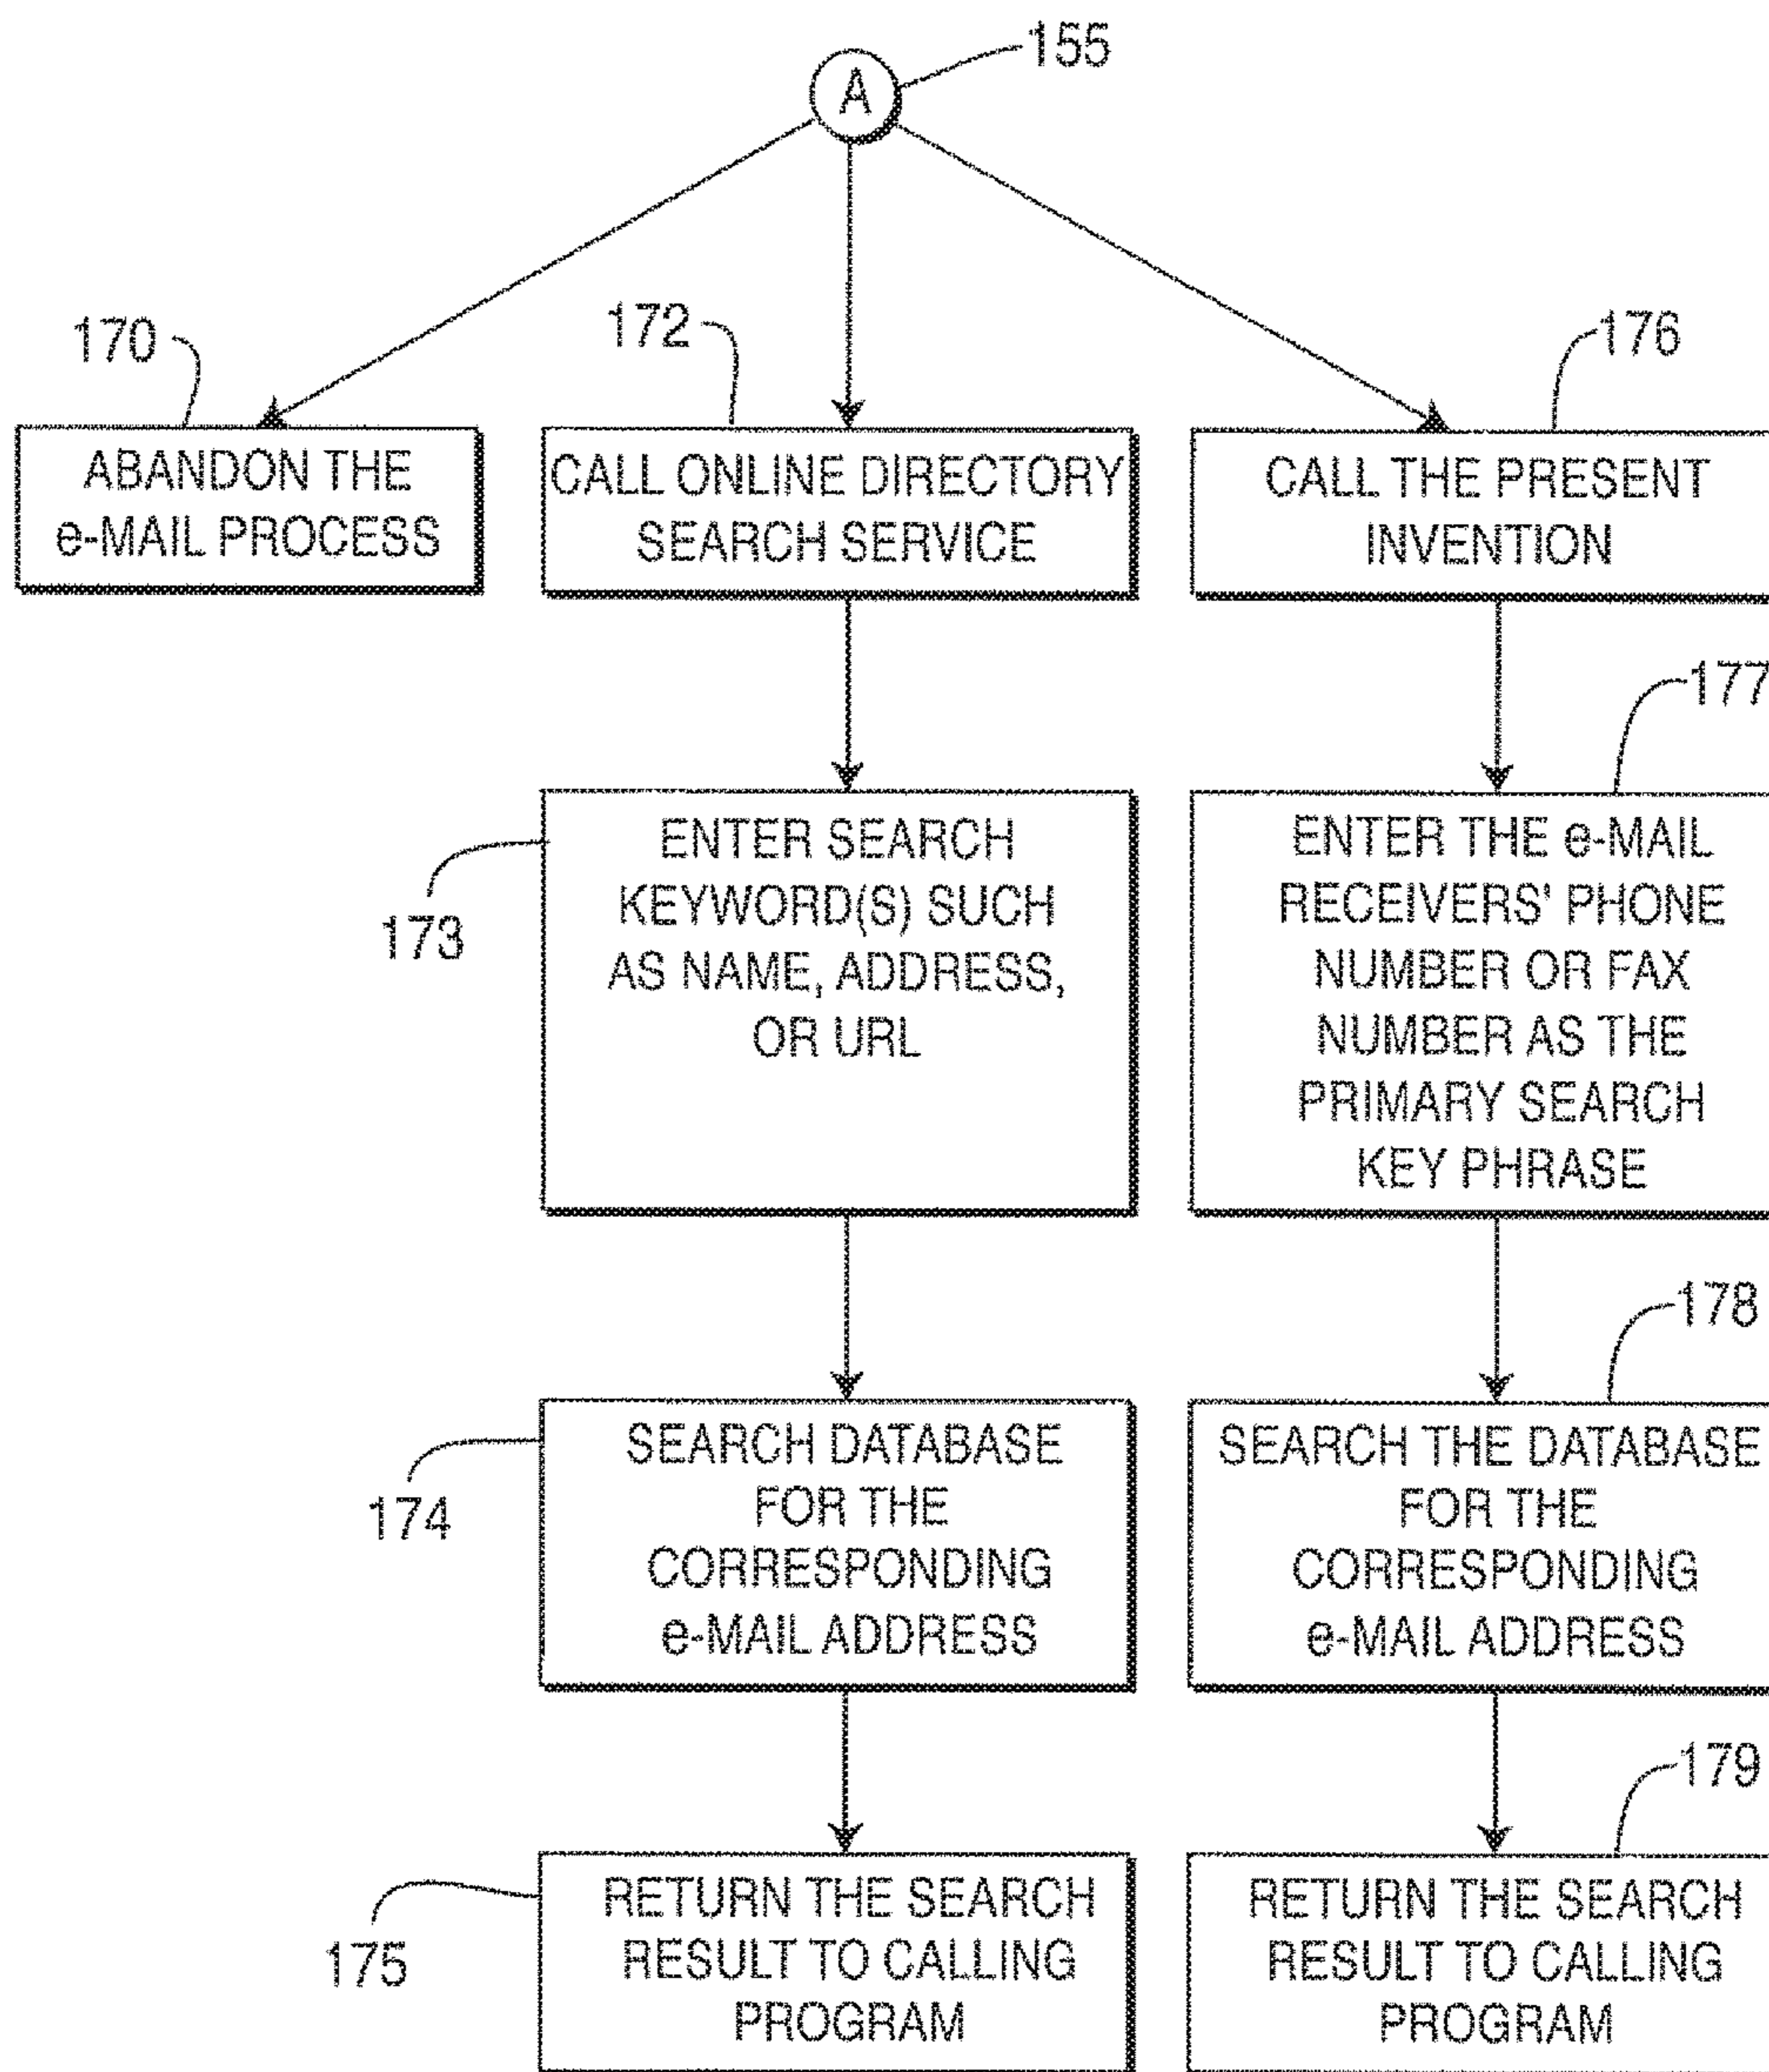 155
A
170
172
176
ABANDON THE
e-MAIL PROCESS
CALL ONLINE DIRECTORY
SEARCH SERVICE
CALL THE PRESENT
INVENTION
177
173
ENTER SEARCH
KEYWORD(S) SUCH
AS NAME, ADDRESS,
OR URL
ENTER THE e-MAIL
RECEIVERS' PHONE
NUMBER OR FAX
NUMBER AS THE
PRIMARY SEARCH
KEY PHRASE
178
174
SEARCH DATABASE
FOR THE
CORRESPONDING
e-MAIL ADDRESS
SEARCH THE DATABASE
FOR THE
CORRESPONDING
e-MAIL ADDRESS
179
175
RETURN THE SEARCH
RESULT TO CALLING
PROGRAM
RETURN THE SEARCH
RESULT TO CALLING
PROGRAM